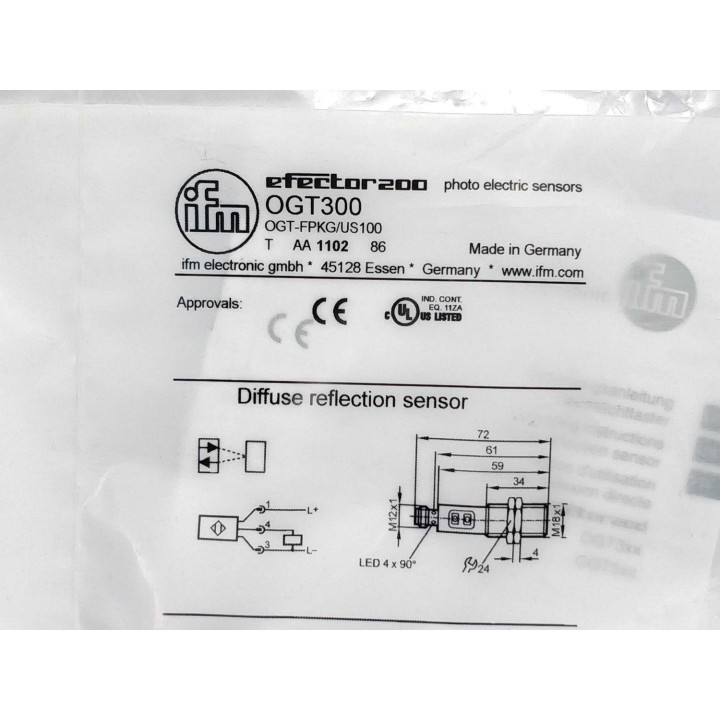 ifm
efector200 photo electric sensors
OGT300
OGT-FPKG/US100
T AA 1102 86 Made in Germany
ifm electronic gmbh * 45128 Essen * Germany * www.ifm.com
Approvals:
CE
CE
c UL US LISTED
IND. CONT.
EQ. 11ZA
ifm
Diffuse reflection sensor
72
61
59
34
1 L+
4
3 L-
M12x1
M18x1
LED 4 x 90°
24
4